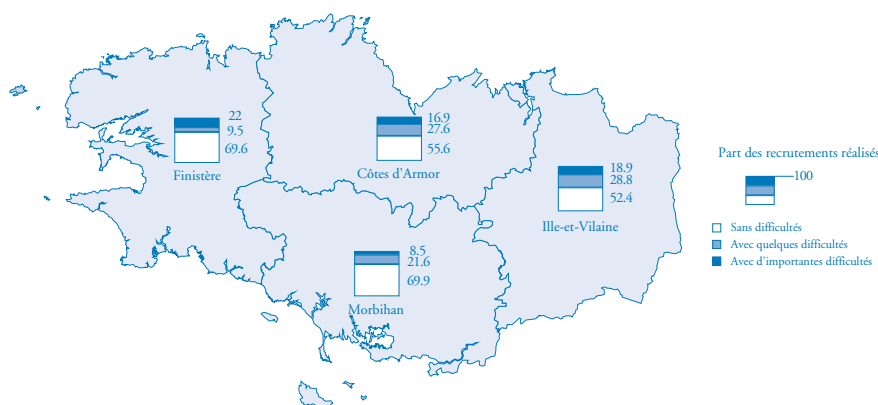 22
9.5
69.6
Finistère
16.9
27.6
55.6
Côtes d'Armor
18.9
28.8
52.4
Ille-et-Vilaine
8.5
21.6
69.9
Morbihan
Part des recrutements réalisés
100
Sans difficultés
Avec quelques difficultés
Avec d'importantes difficultés